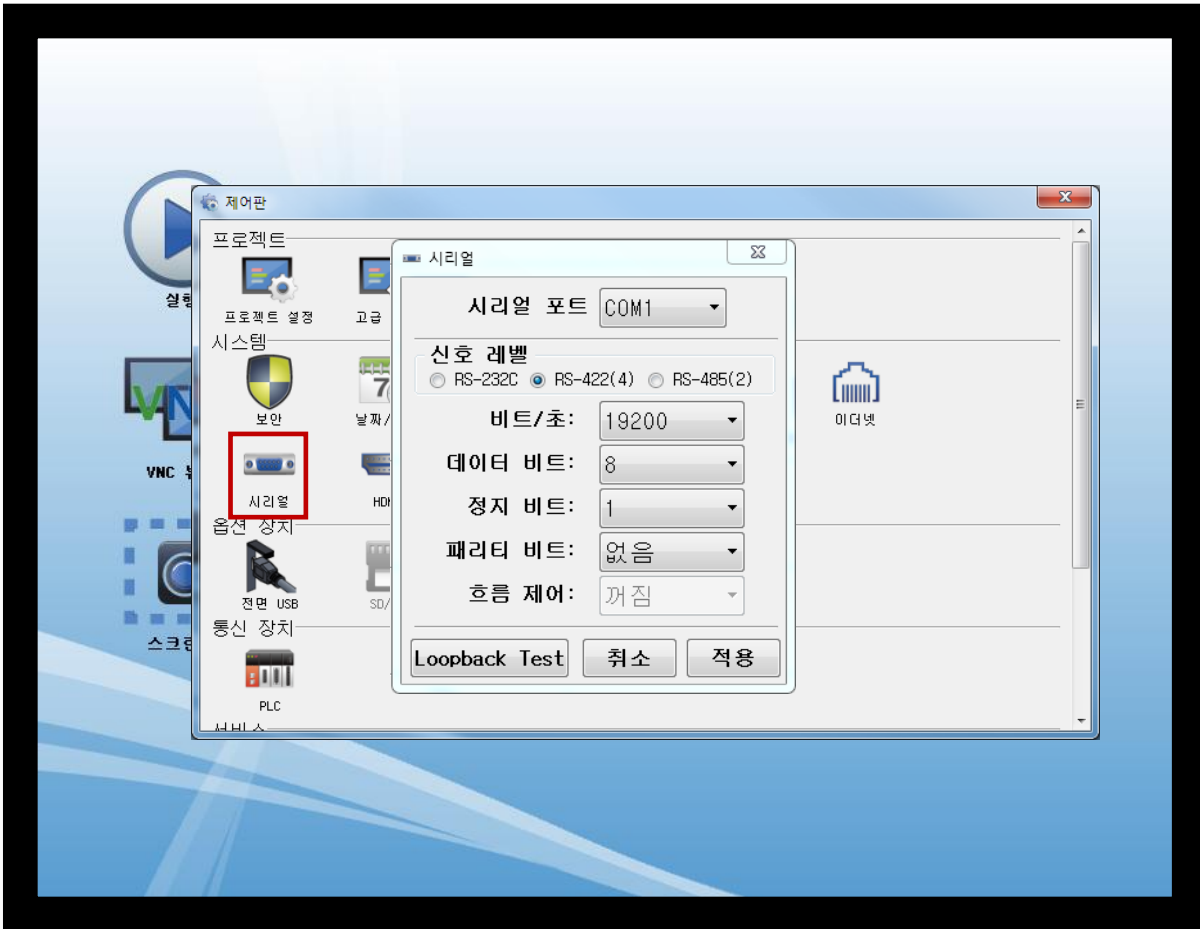 제어판
프로젝트
프로젝트 설정
고급
시스템
보안
날짜/
이더넷
시리얼
옵션 장치
전면 USB
SD/
통신 장치
PLC
서비스
VNC
시리얼
시리얼 포트 COM1
신호 레벨
RS-232C RS-422(4) RS-485(2)
비트/초: 19200
데이터 비트: 8
정지 비트: 1
패리티 비트: 없음
흐름 제어: 꺼짐
Loopback Test 취소 적용